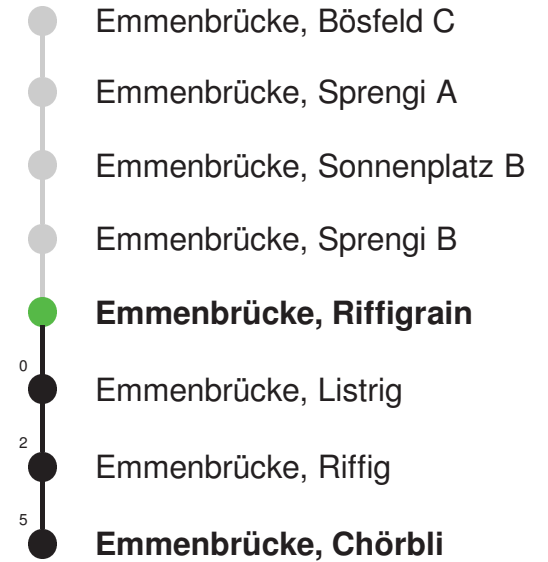 Emmenbrücke, Bösfeld C
Emmenbrücke, Sprengi A
Emmenbrücke, Sonnenplatz B
Emmenbrücke, Sprengi B
Emmenbrücke, Riffigrain
0
Emmenbrücke, Listrig
2
Emmenbrücke, Riffig
5
Emmenbrücke, Chörbli